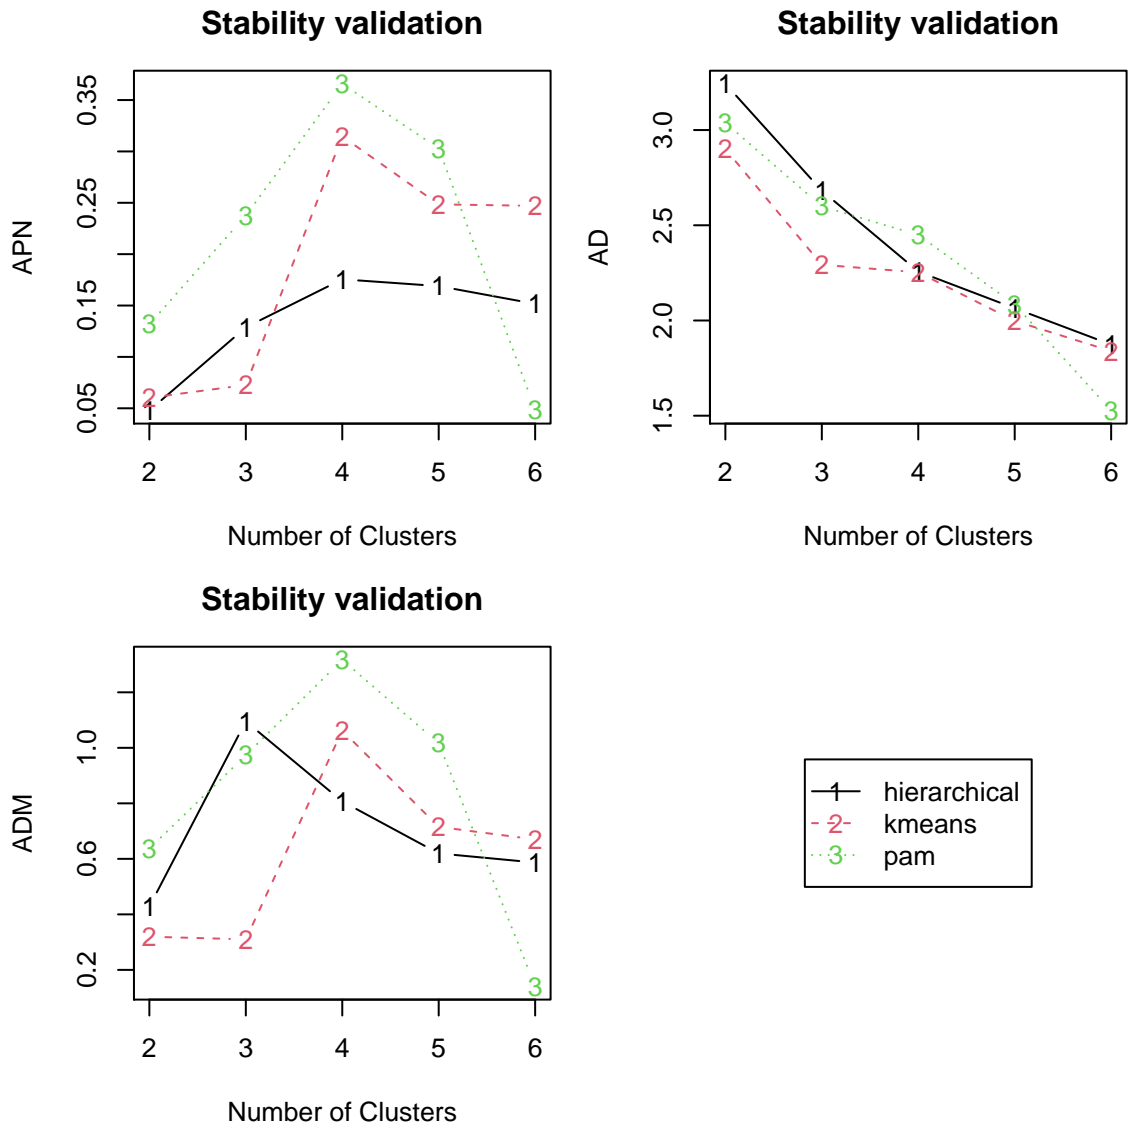 Stability validation
APN
0.05 0.15 0.25 0.35
1 1 1 1 1
2 2 2 2 2
3 3 3 3 3
2 3 4 5 6
Number of Clusters
Stability validation
AD
1.5 2.0 2.5 3.0
1 1 1 1 1
2 2 2 2 2
3 3 3 3 3
2 3 4 5 6
Number of Clusters
Stability validation
ADM
0.2 0.6 1.0
1 1 1 1 1
2 2 2 2 2
3 3 3 3 3
2 3 4 5 6
Number of Clusters
1 hierarchical
2 kmeans
3 pam